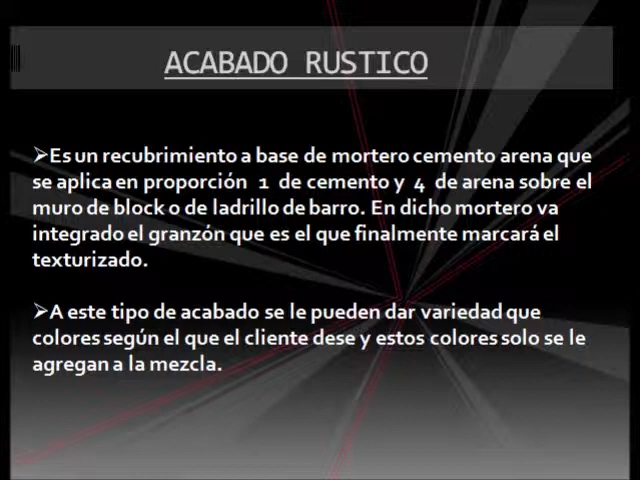 ACABADO RUSTICO
➢Es un recubrimiento a base de mortero cemento arena que
se aplica en proporción 1 de cemento y 4 de arena sobre el
muro de block o de ladrillo de barro. En dicho mortero va
integrado el granzón que es el que finalmente marcará el
texturizado.
➢A este tipo de acabado se le pueden dar variedad que
colores según el que el cliente dese y estos colores solo se le
agregan a la mezcla.